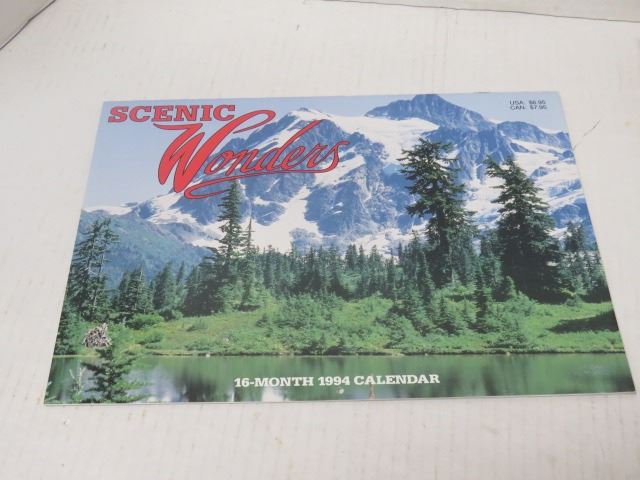 SCENIC
Wonders
USA: $6.95
CAN: $7.95
16-MONTH 1994 CALENDAR